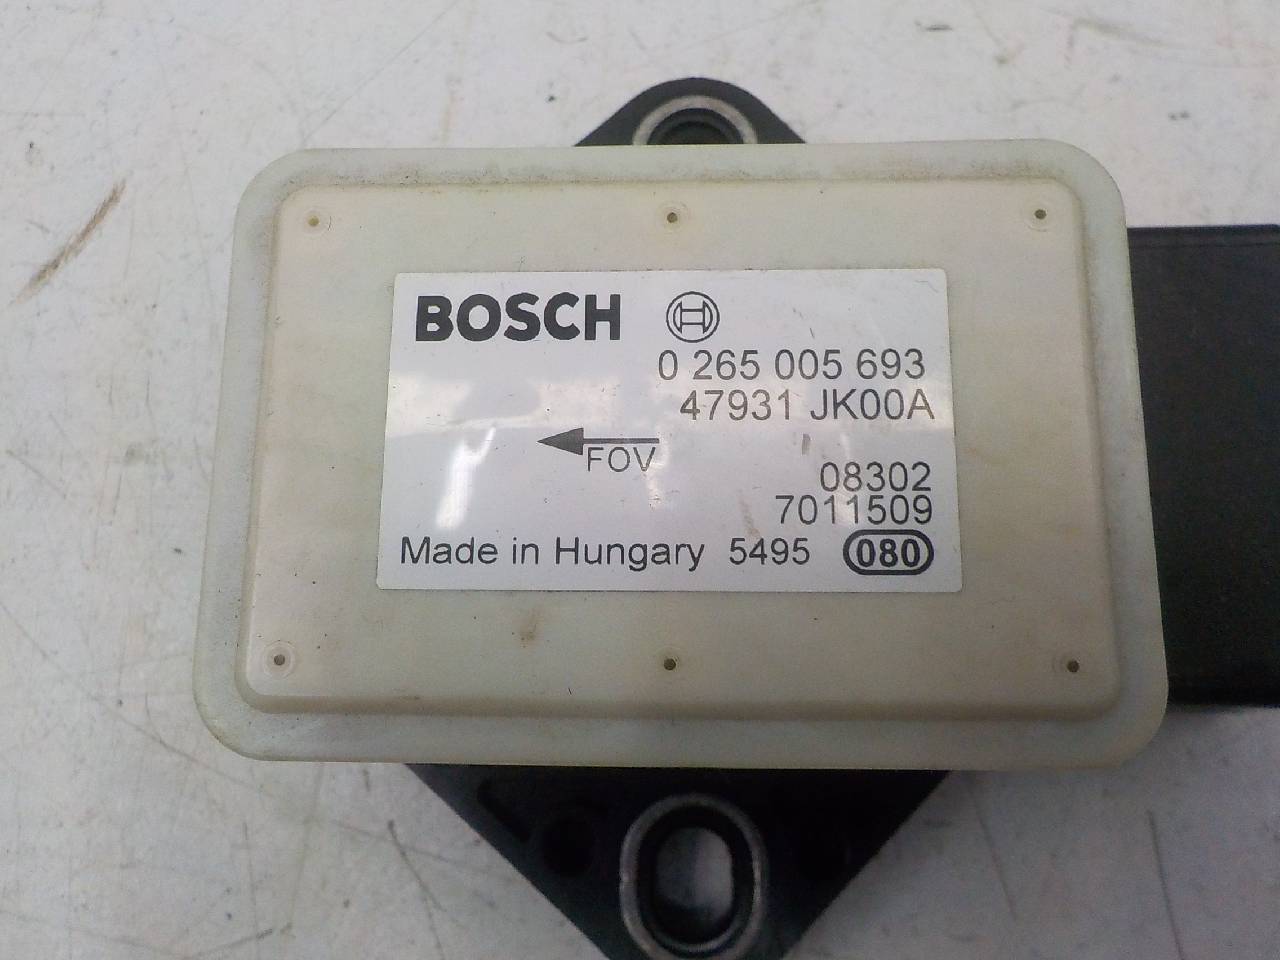 BOSCH
0 265 005 693
47931 JK00A
FOV
08302
7011509
Made in Hungary 5495 080